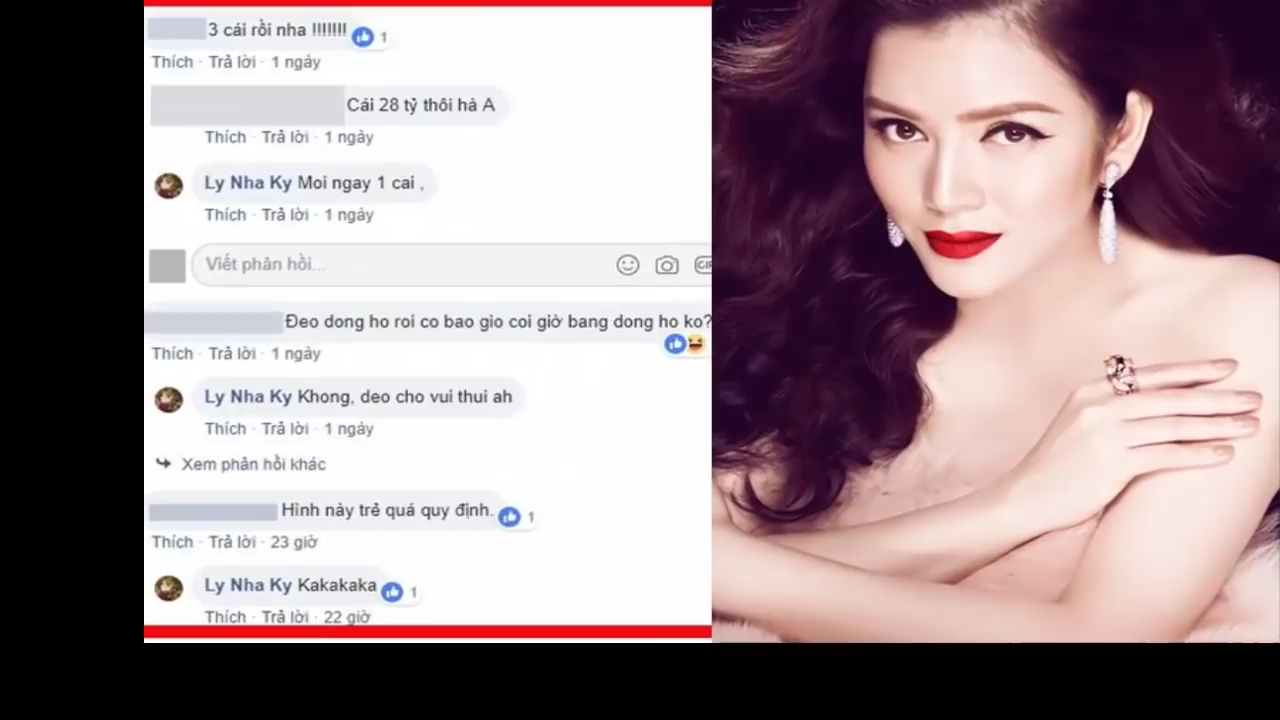 3 cái rồi nha !!!!!!! 1
Thích · Trả lời · 1 ngày
Cái 28 tỷ thôi hà A
Thích · Trả lời · 1 ngày
Ly Nha Ky Moi ngay 1 cai ,
Thích · Trả lời · 1 ngày
Viết phản hồi...
Đeo dong ho roi co bao gio coi giờ bang dong ho ko?
Thích · Trả lời · 1 ngày
Ly Nha Ky Khong, deo cho vui thui ah
Thích · Trả lời · 1 ngày
Xem phản hồi khác
Hình này trẻ quá quy định. 1
Thích · Trả lời · 23 giờ
Ly Nha Ky Kakakaka 1
Thích · Trả lời · 22 giờ